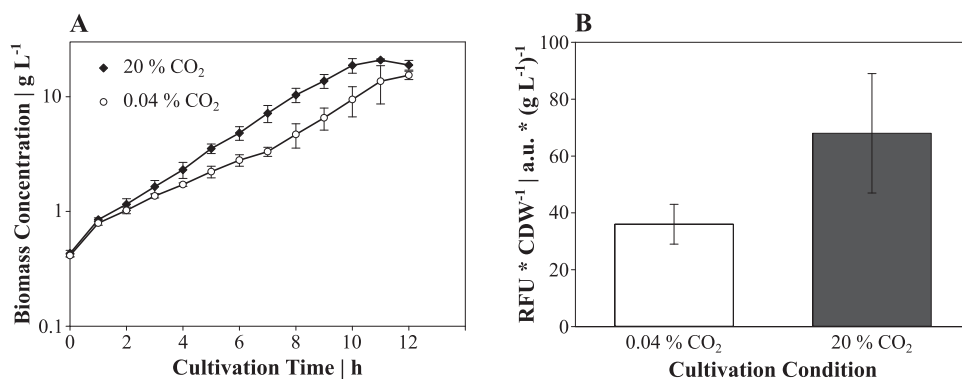 A
Biomass Concentration | g L⁻¹
10
1
0.1
20 % CO₂
0.04 % CO₂
0
2
4
6
8
10
12
Cultivation Time | h
B
RFU * CDW⁻¹ | a.u. * (g L⁻¹)⁻¹
100
80
60
40
20
0
0.04 % CO₂
20 % CO₂
Cultivation Condition